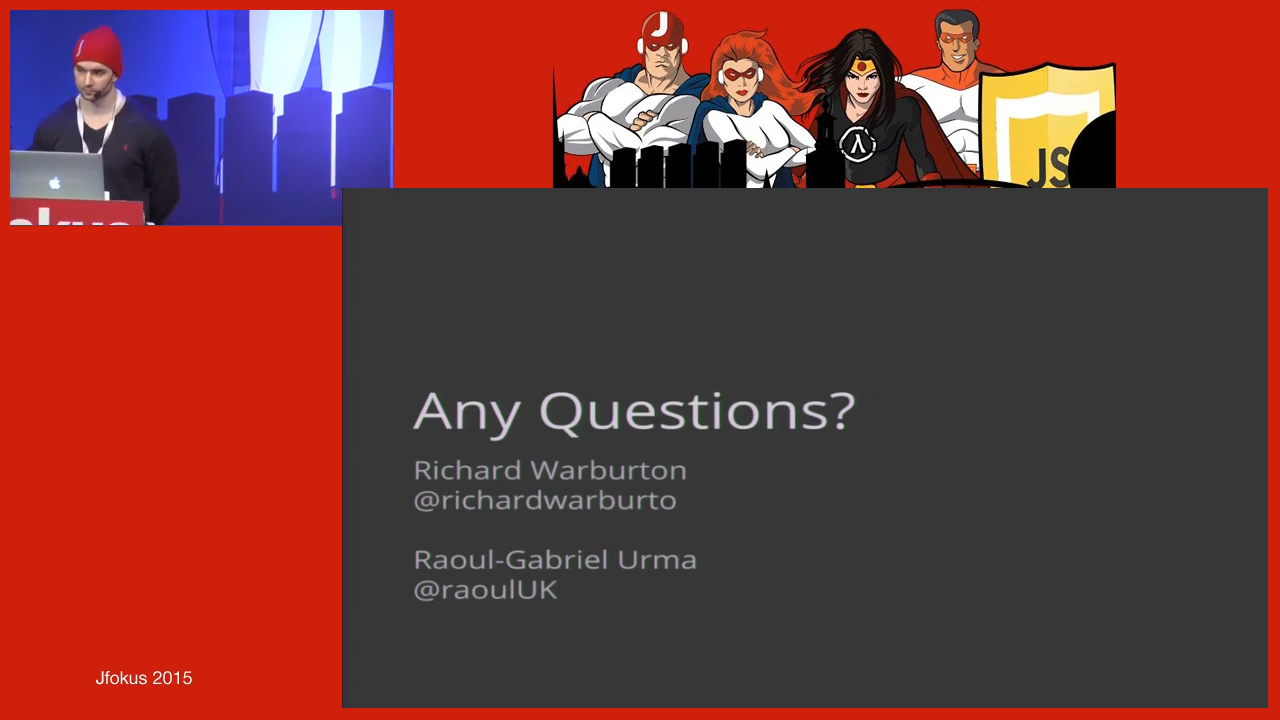 J
JS
Any Questions?
Richard Warburton
@richardwarburto
Raoul-Gabriel Urma
@raoulUK
Jfokus 2015